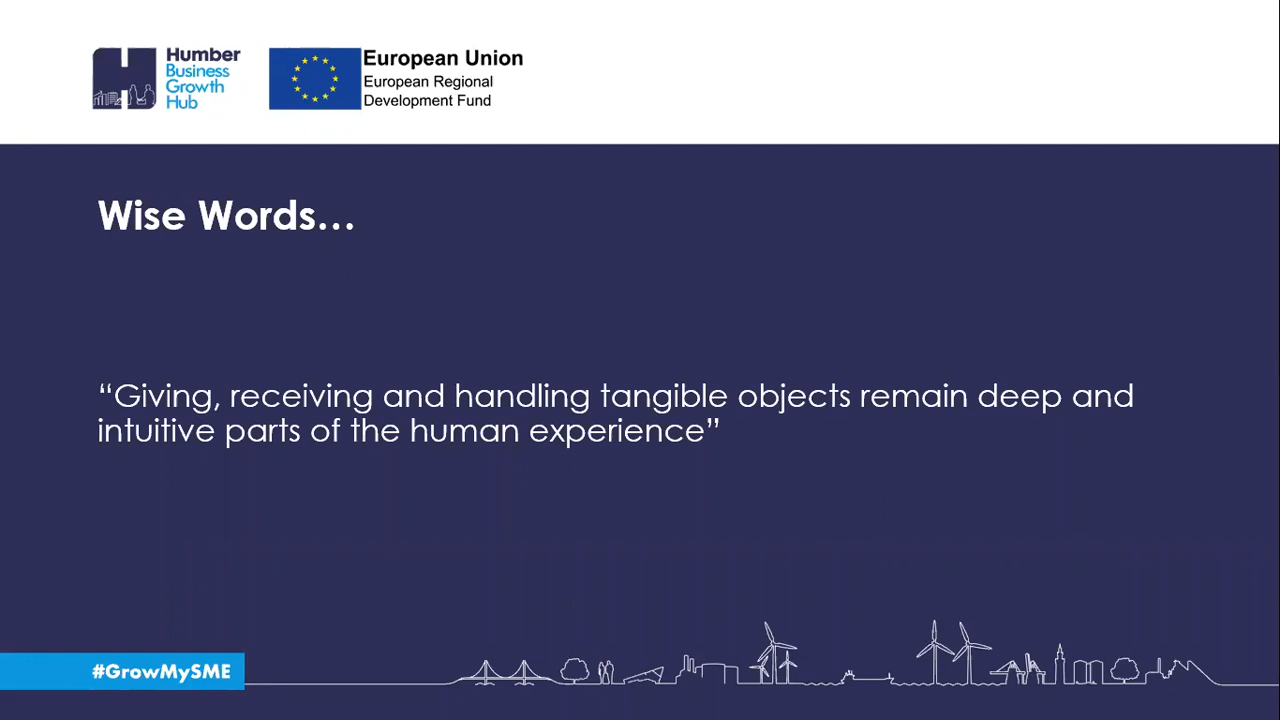 Humber
Business
Growth
Hub
European Union
European Regional
Development Fund
Wise Words…
“Giving, receiving and handling tangible objects remain deep and
intuitive parts of the human experience”
#GrowMySME